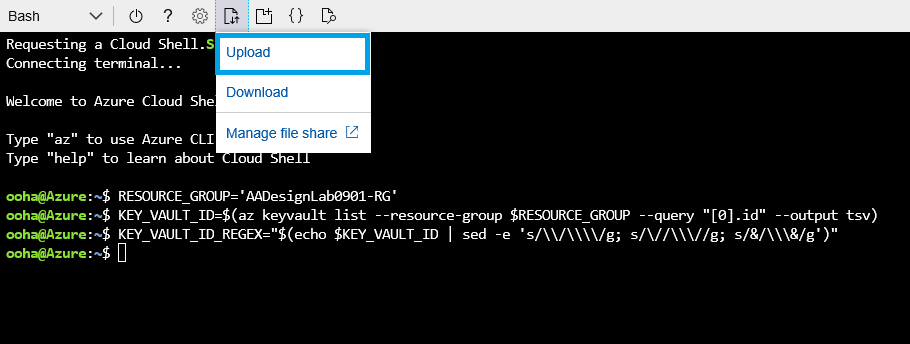 Bash
?
{}
Requesting a Cloud Shell.S
Upload
Connecting terminal...
Download
Welcome to Azure Cloud She
Manage file share
Type "az" to use Azure CLI
Type "help" to learn about Cloud Shell
ooha@Azure:~$ RESOURCE_GROUP='AADesignLab0901-RG'
ooha@Azure:~$ KEY_VAULT_ID=$(az keyvault list --resource-group $RESOURCE_GROUP --query "[0].id" --output tsv)
ooha@Azure:~$ KEY_VAULT_ID_REGEX="$(echo $KEY_VAULT_ID | sed -e 's/\\/\\\\/g; s/\//\\\//g; s/&/\\\&/g')"
ooha@Azure:~$